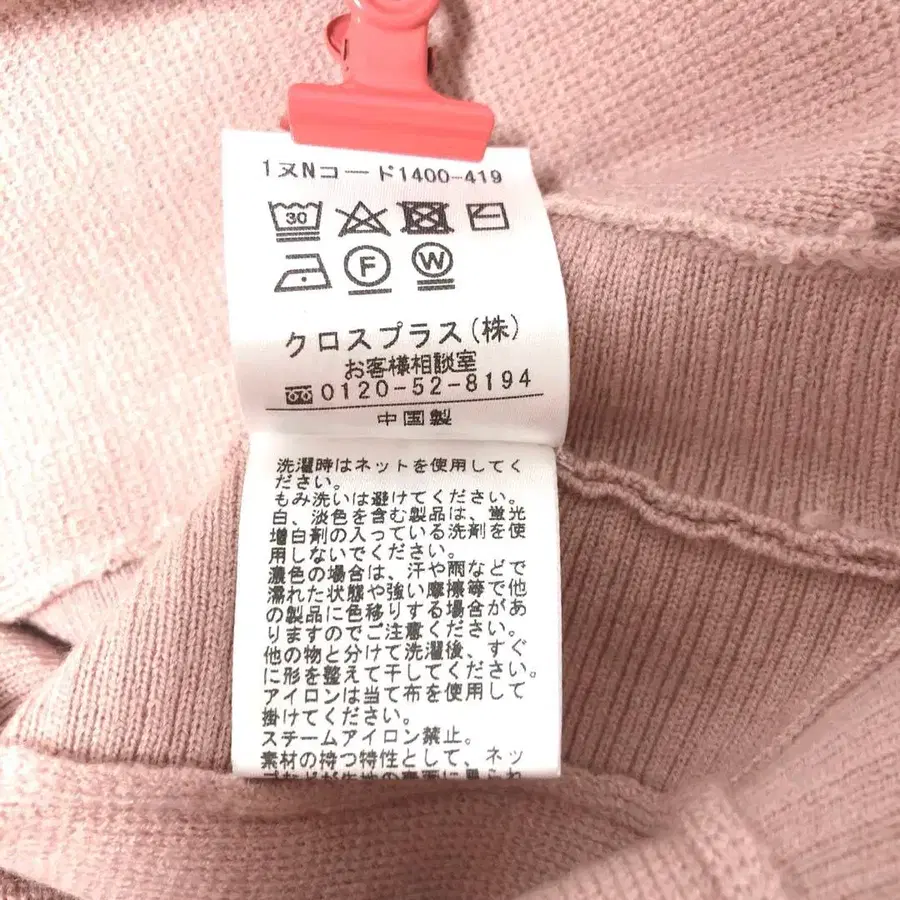 1ヌNコード1400-419
30
F W
クロスプラス(株)
お客様相談室
0120-52-8194
中国製
洗濯時はネットを使用してく
ださい。
もみ洗いは避けてください。
白、淡色を含む製品は、蛍光
増白剤の入っている洗剤を使
用しないでください。
濃色の場合は、汗や雨などで
濡れた状態や強い摩擦等で他
の製品に色移りする場合があ
りますのでご注意ください。
他の物と分けて洗濯後、すぐ
に形を整えて干してください。
アイロンは当て布を使用して
掛けてください。
スチームアイロン禁止。
素材の持つ特性として、ネッ